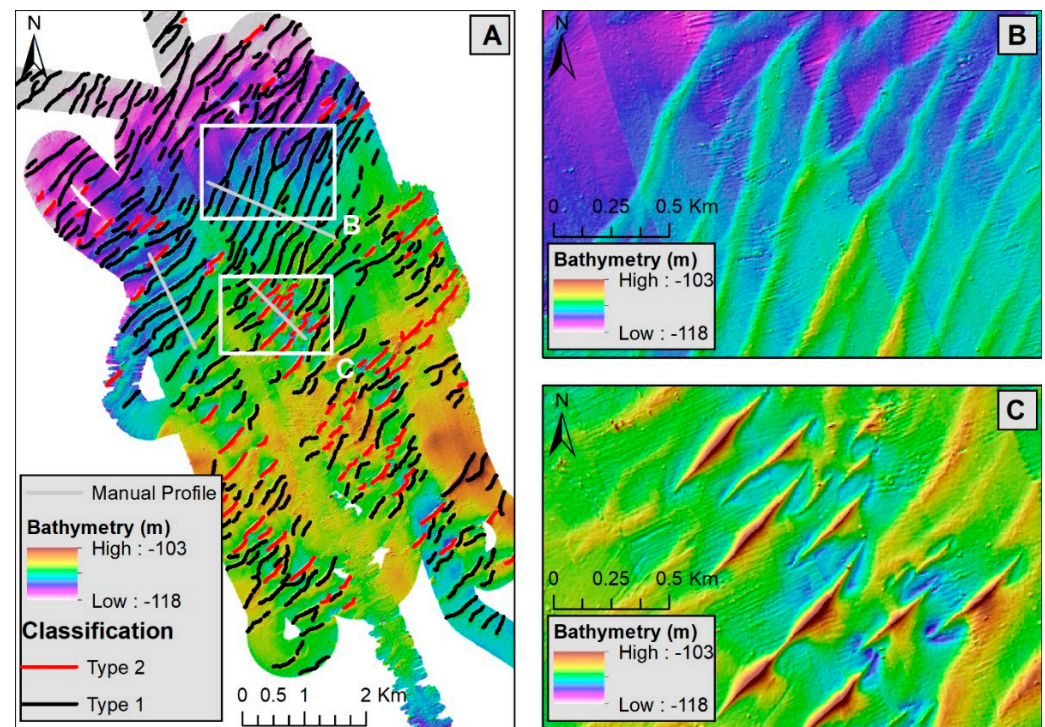 N
A
B
C
Manual Profile
Bathymetry (m)
High : -103
Low : -118
Classification
Type 2
Type 1
0 0.5 1 2 Km
N
B
0 0.25 0.5 Km
Bathymetry (m)
High : -103
Low : -118
N
C
0 0.25 0.5 Km
Bathymetry (m)
High : -103
Low : -118